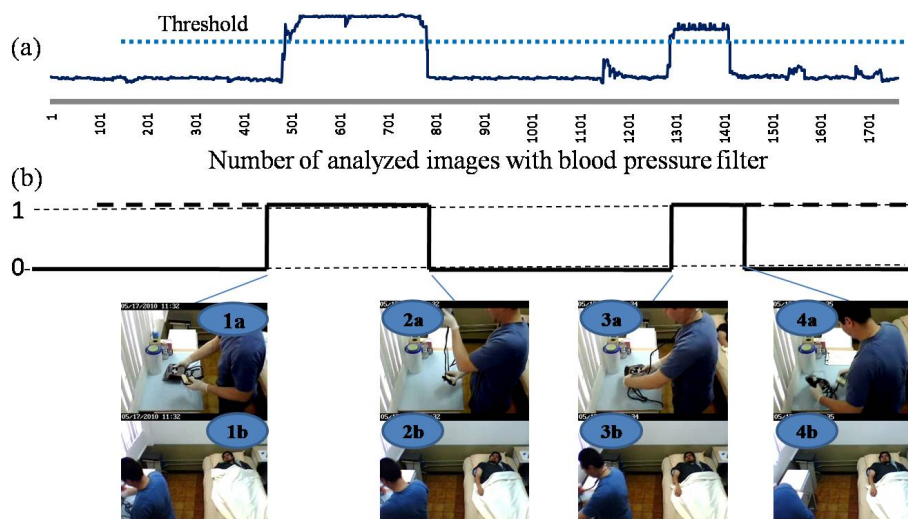 Threshold
(a)
1 101 201 301 401 501 601 701 801 901 1001 1101 1201 1301 1401 1501 1601 1701
Number of analyzed images with blood pressure filter
(b)
1
0
05/17/2010 11:32
1a 2a 3a 4a
05/17/2010 11:32
1b 2b 3b 4b